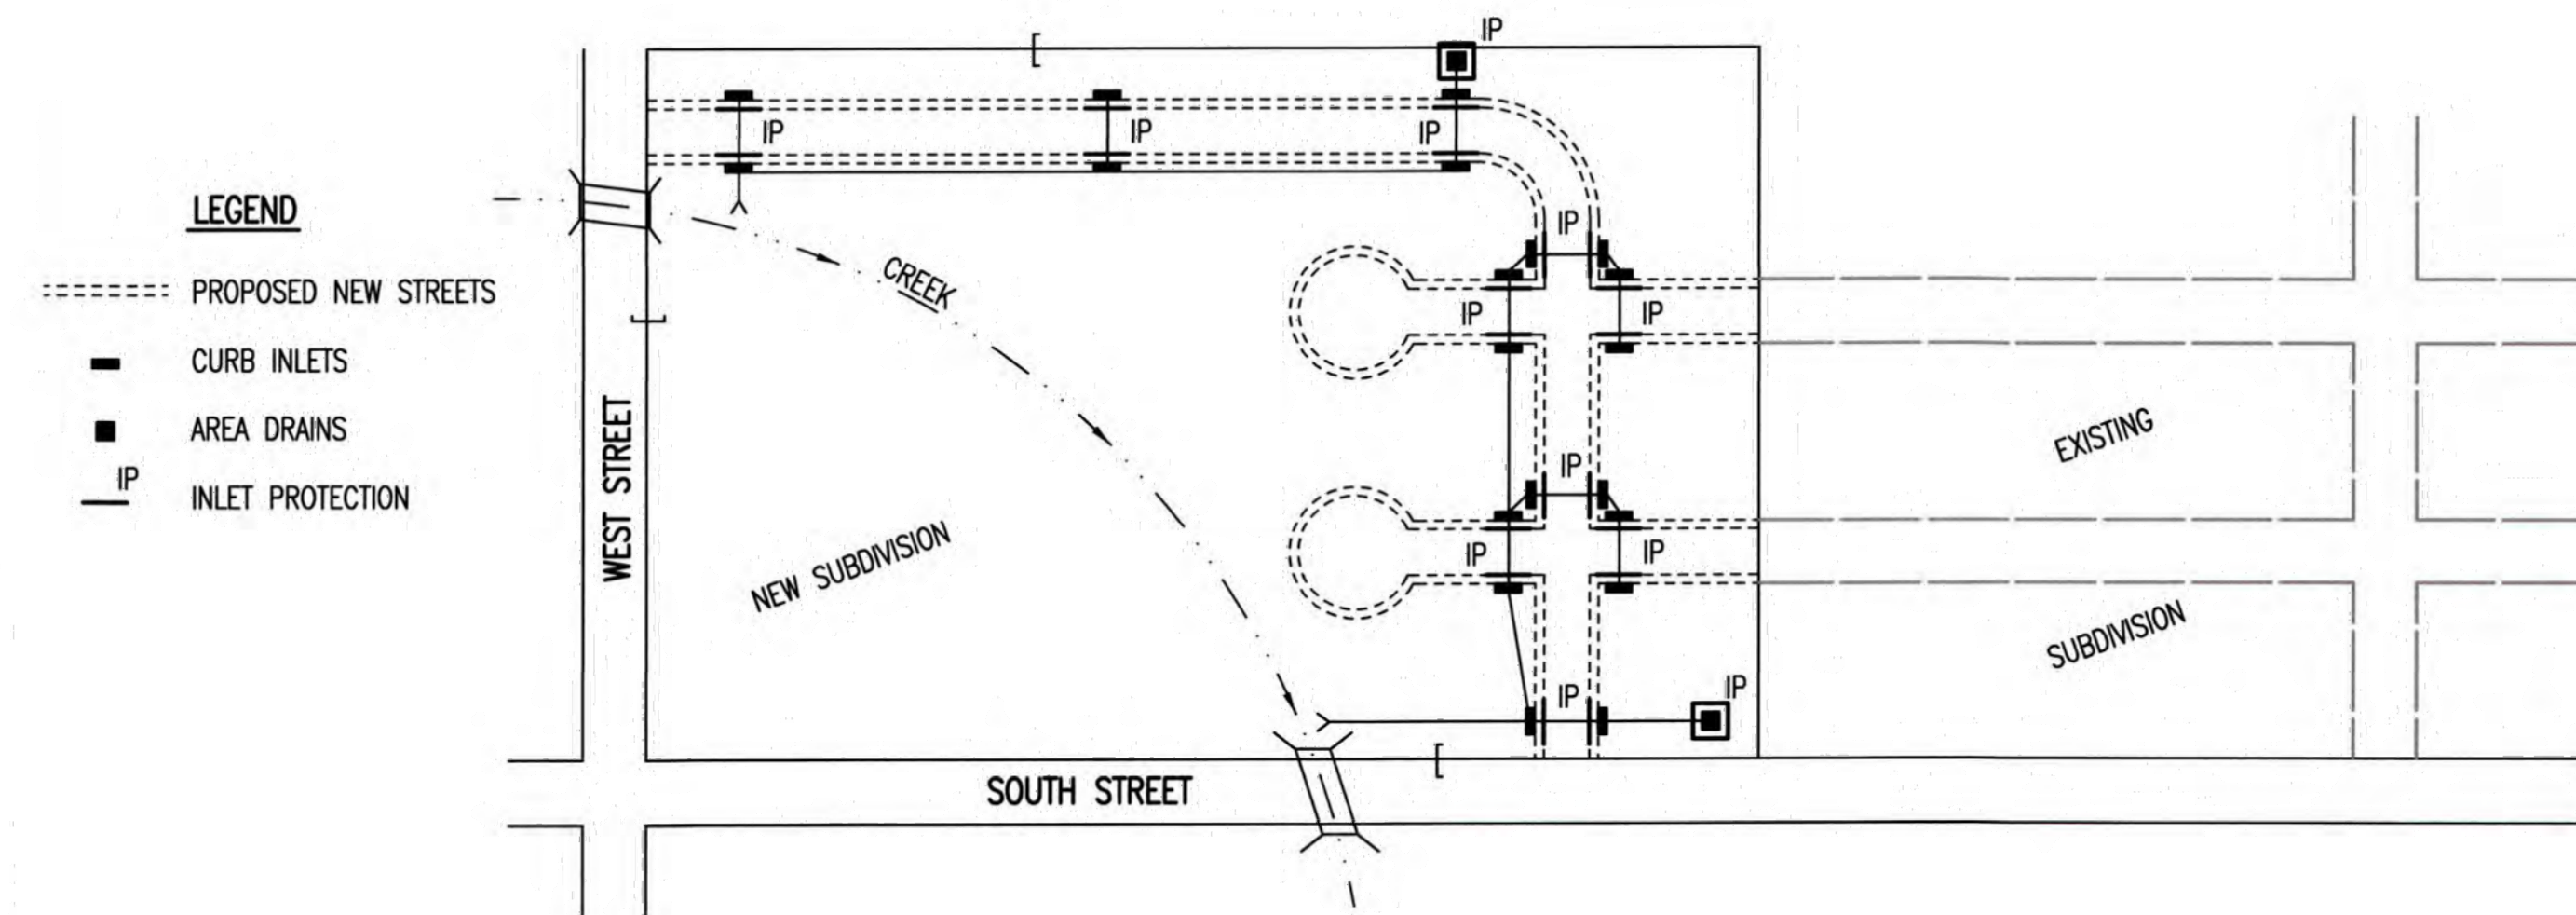 IP
IP
IP
IP
LEGEND
PROPOSED NEW STREETS
CURB INLETS
AREA DRAINS
IP
INLET PROTECTION
WEST STREET
CREEK
NEW SUBDIVISION
IP
IP
IP
IP
IP
IP
IP
IP
EXISTING
SUBDIVISION
SOUTH STREET